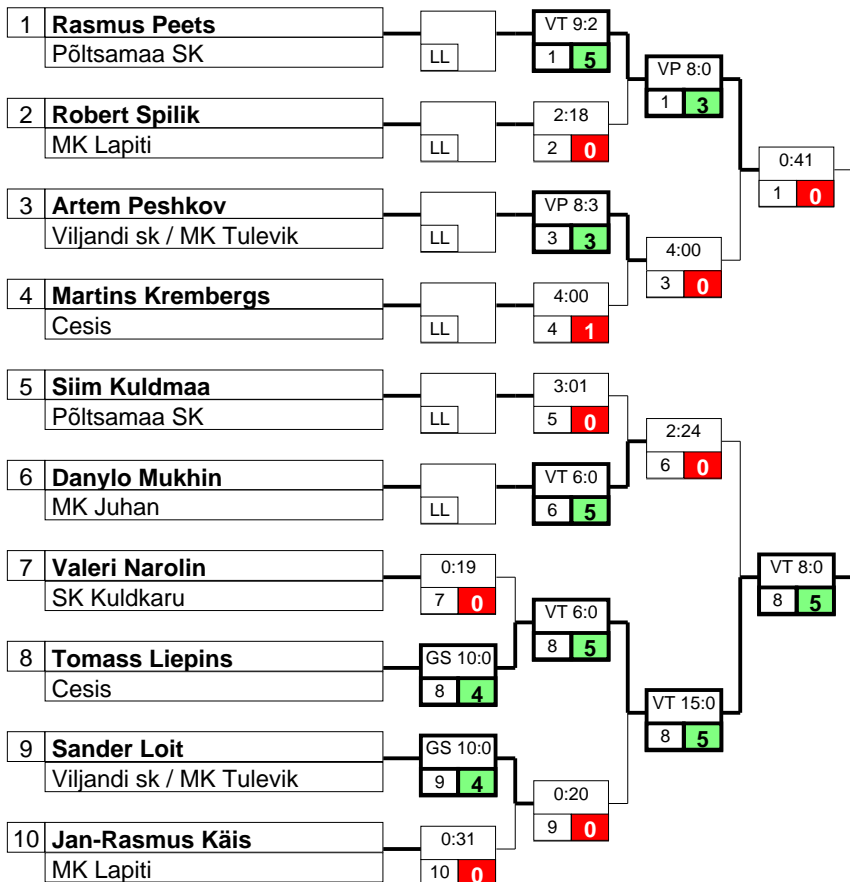 1 Rasmus Peets
Põltsamaa SK
LL
VT 9:2
1 5
VP 8:0
1 3
2 Robert Spilik
MK Lapiti
LL
2:18
2 0
0:41
1 0
3 Artem Peshkov
Viljandi sk / MK Tulevik
LL
VP 8:3
3 3
4:00
3 0
4 Martins Krembergs
Cesis
LL
4:00
4 1
5 Siim Kuldmaa
Põltsamaa SK
LL
3:01
5 0
2:24
6 0
6 Danylo Mukhin
MK Juhan
LL
VT 6:0
6 5
7 Valeri Narolin
SK Kuldkaru
0:19
7 0
VT 6:0
8 5
VT 8:0
8 5
8 Tomass Liepins
Cesis
GS 10:0
8 4
VT 15:0
8 5
9 Sander Loit
Viljandi sk / MK Tulevik
GS 10:0
9 4
0:20
9 0
10 Jan-Rasmus Käis
MK Lapiti
0:31
10 0